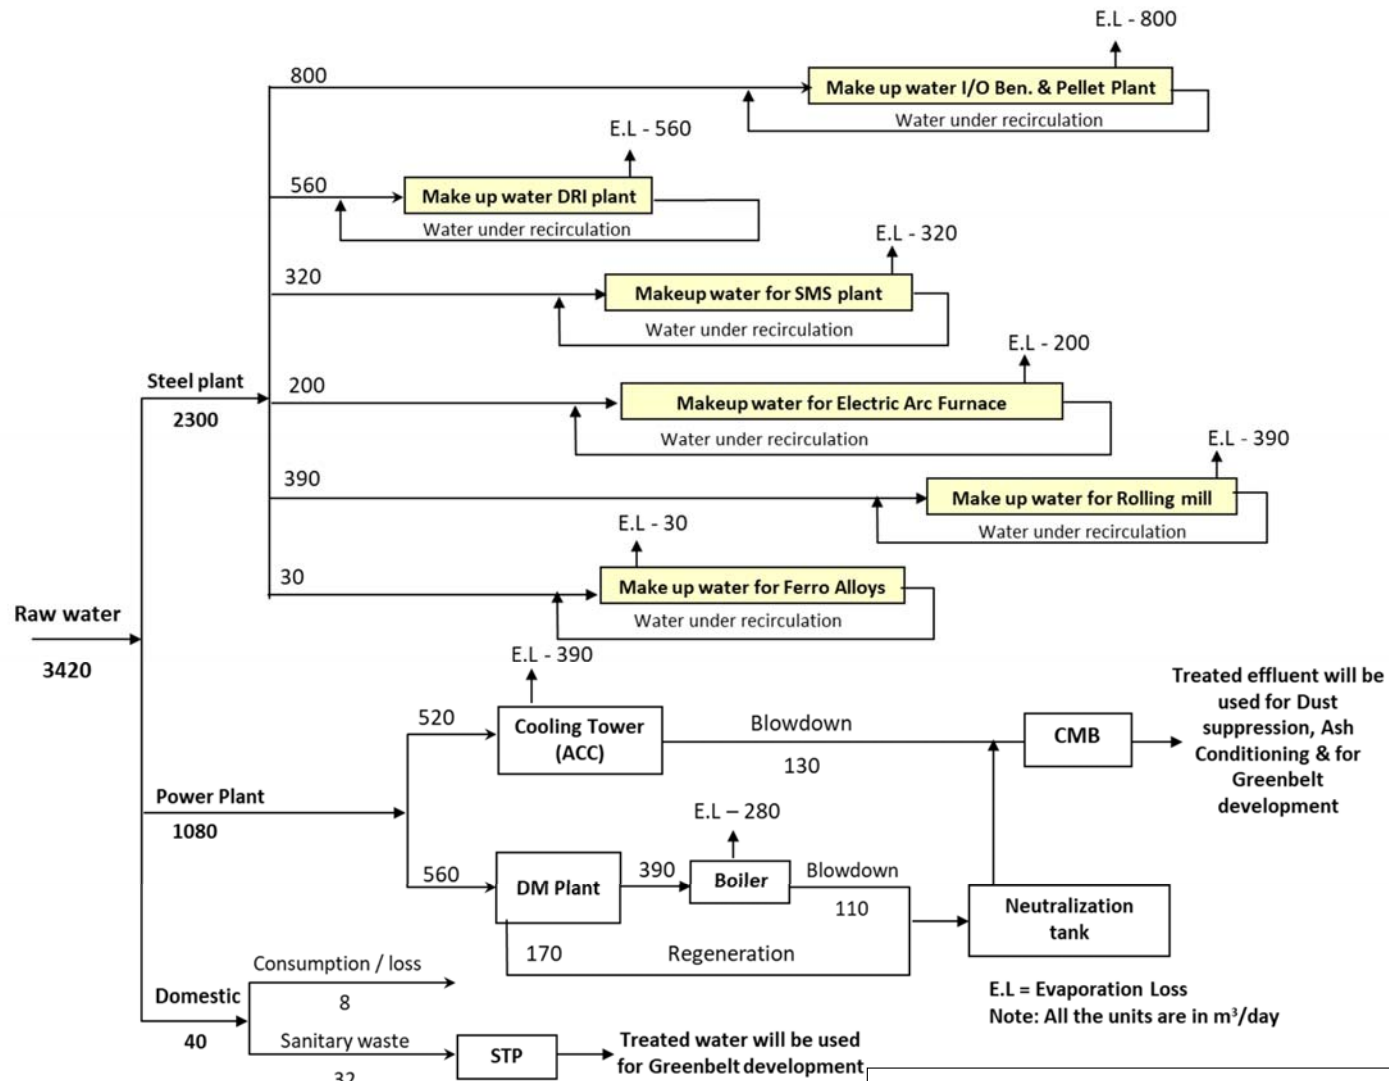 E.L - 800
800
Make up water I/O Ben. & Pellet Plant
Water under recirculation
E.L - 560
560
Make up water DRI plant
Water under recirculation
E.L - 320
320
Makeup water for SMS plant
Water under recirculation
E.L - 200
Steel plant
2300
200
Makeup water for Electric Arc Furnace
Water under recirculation
E.L - 390
390
Make up water for Rolling mill
Water under recirculation
E.L - 30
30
Make up water for Ferro Alloys
Water under recirculation
Raw water
3420
E.L - 390
520
Cooling Tower
(ACC)
Blowdown
130
CMB
Treated effluent will be
used for Dust
suppression, Ash
Conditioning & for
Greenbelt
development
Power Plant
1080
E.L – 280
560
DM Plant
390
Boiler
Blowdown
110
170
Regeneration
Neutralization
tank
Consumption / loss
8
Domestic
40
Sanitary waste
32
STP
Treated water will be used
for Greenbelt development
E.L = Evaporation Loss
Note: All the units are in m³/day